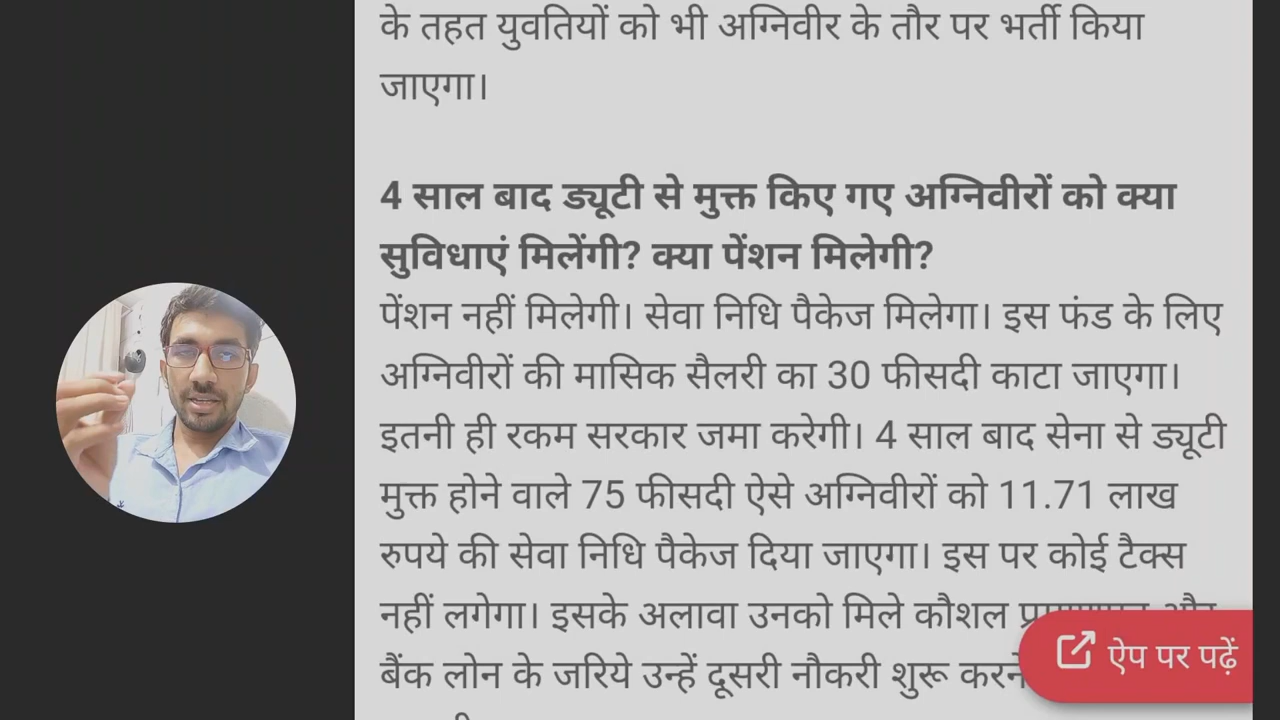 के तहत युवतियों को भी अग्निवीर के तौर पर भर्ती किया
जाएगा।
4 साल बाद ड्यूटी से मुक्त किए गए अग्निवीरों को क्या
सुविधाएं मिलेंगी? क्या पेंशन मिलेगी?
पेंशन नहीं मिलेगी। सेवा निधि पैकेज मिलेगा। इस फंड के लिए
अग्निवीरों की मासिक सैलरी का 30 फीसदी काटा जाएगा।
इतनी ही रकम सरकार जमा करेगी। 4 साल बाद सेना से ड्यूटी
मुक्त होने वाले 75 फीसदी ऐसे अग्निवीरों को 11.71 लाख
रुपये की सेवा निधि पैकेज दिया जाएगा। इस पर कोई टैक्स
नहीं लगेगा। इसके अलावा उनको मिले कौशल
बैंक लोन के जरिये उन्हें दूसरी नौकरी शुरू करने
ऐप पर पढ़ें